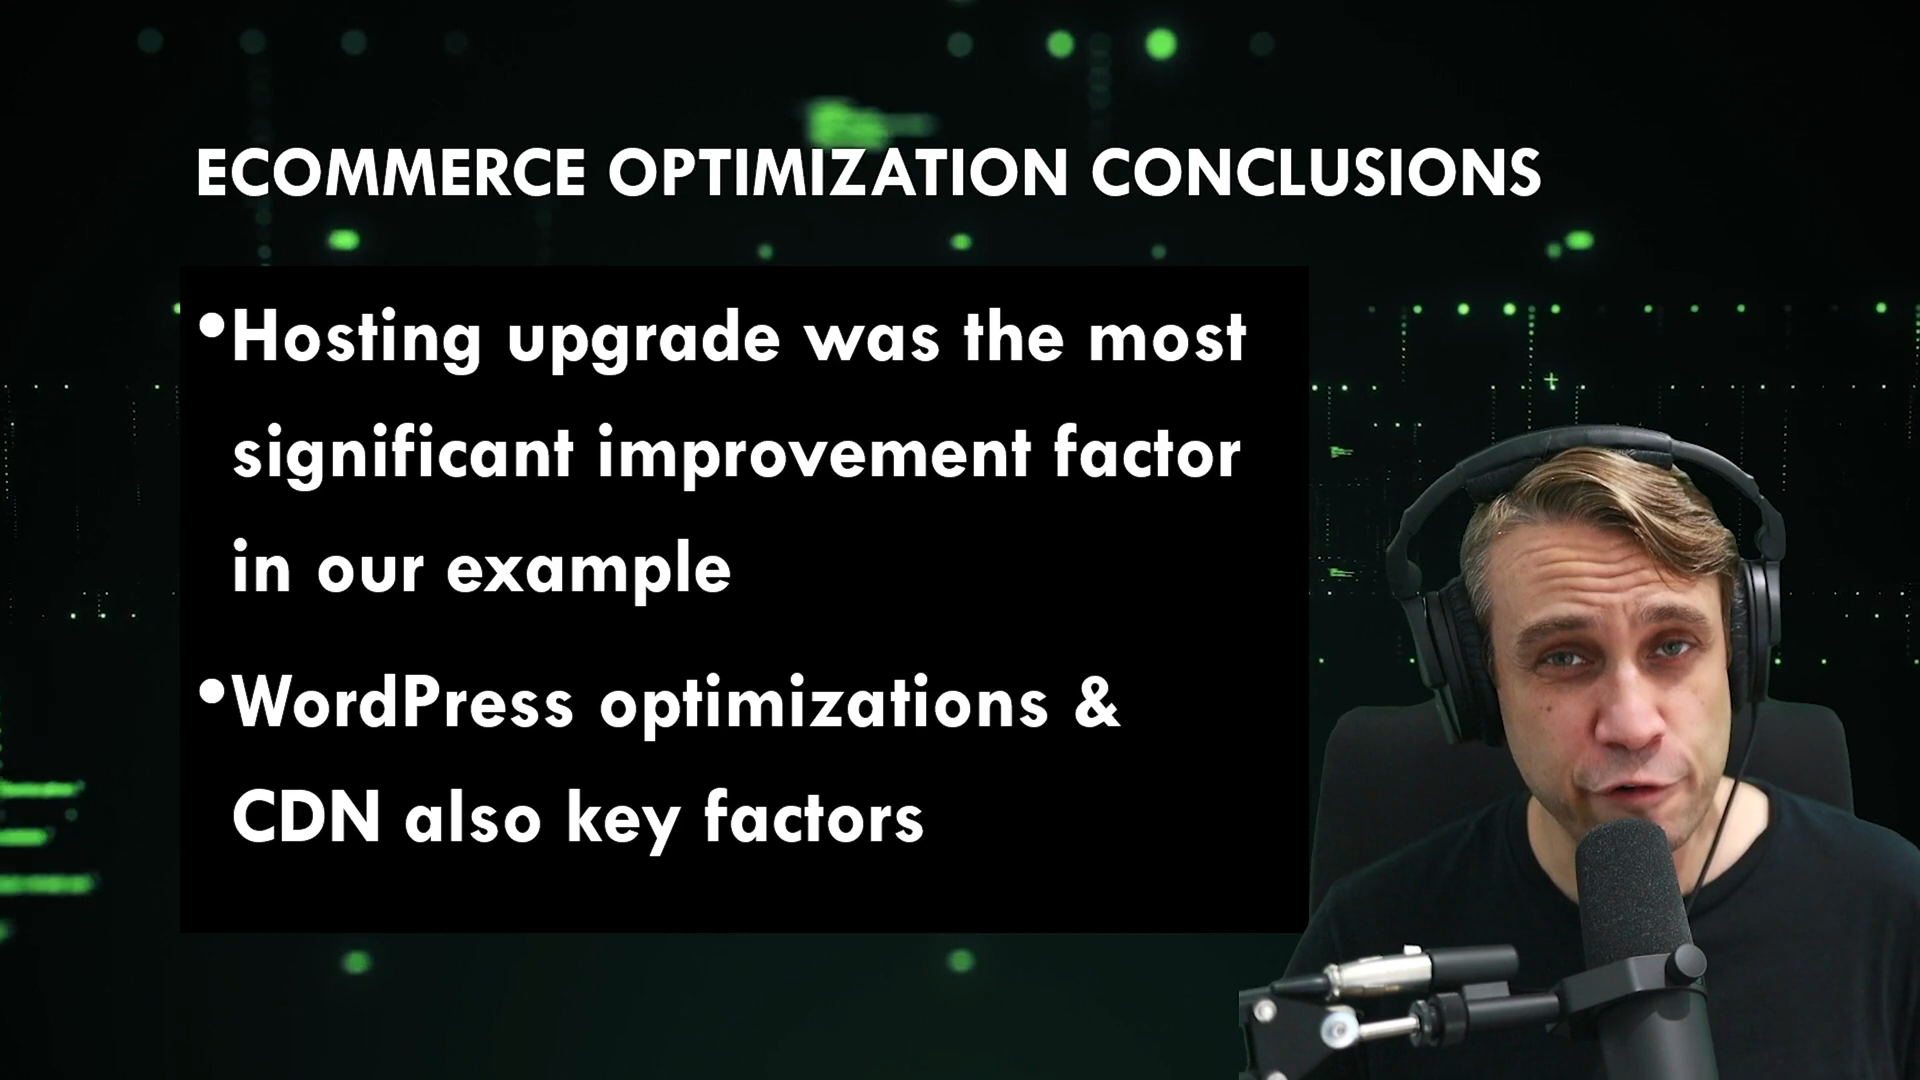 ECOMMERCE OPTIMIZATION CONCLUSIONS
•Hosting upgrade was the most
significant improvement factor
in our example
•WordPress optimizations &
CDN also key factors